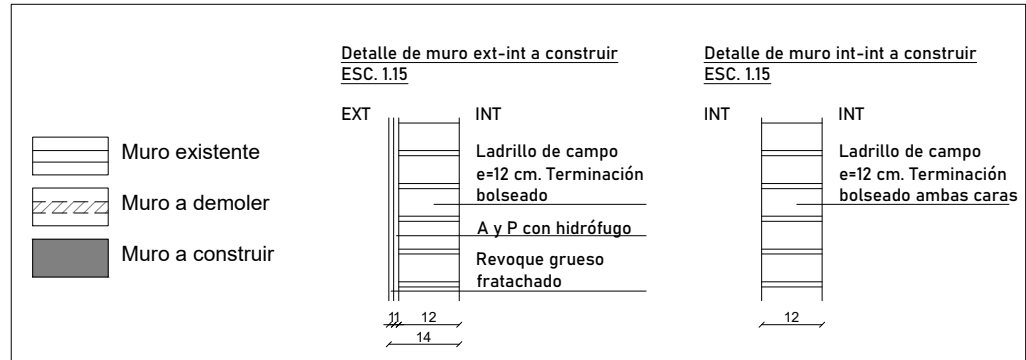 Muro existente
Muro a demoler
Muro a construir
Detalle de muro ext-int a construir
ESC. 1.15
EXT
INT
Ladrillo de campo
e=12 cm. Terminación
bolseado
A y P con hidrófugo
Revoque grueso
fratachado
11 12
14
Detalle de muro int-int a construir
ESC. 1.15
INT
INT
Ladrillo de campo
e=12 cm. Terminación
bolseado ambas caras
12